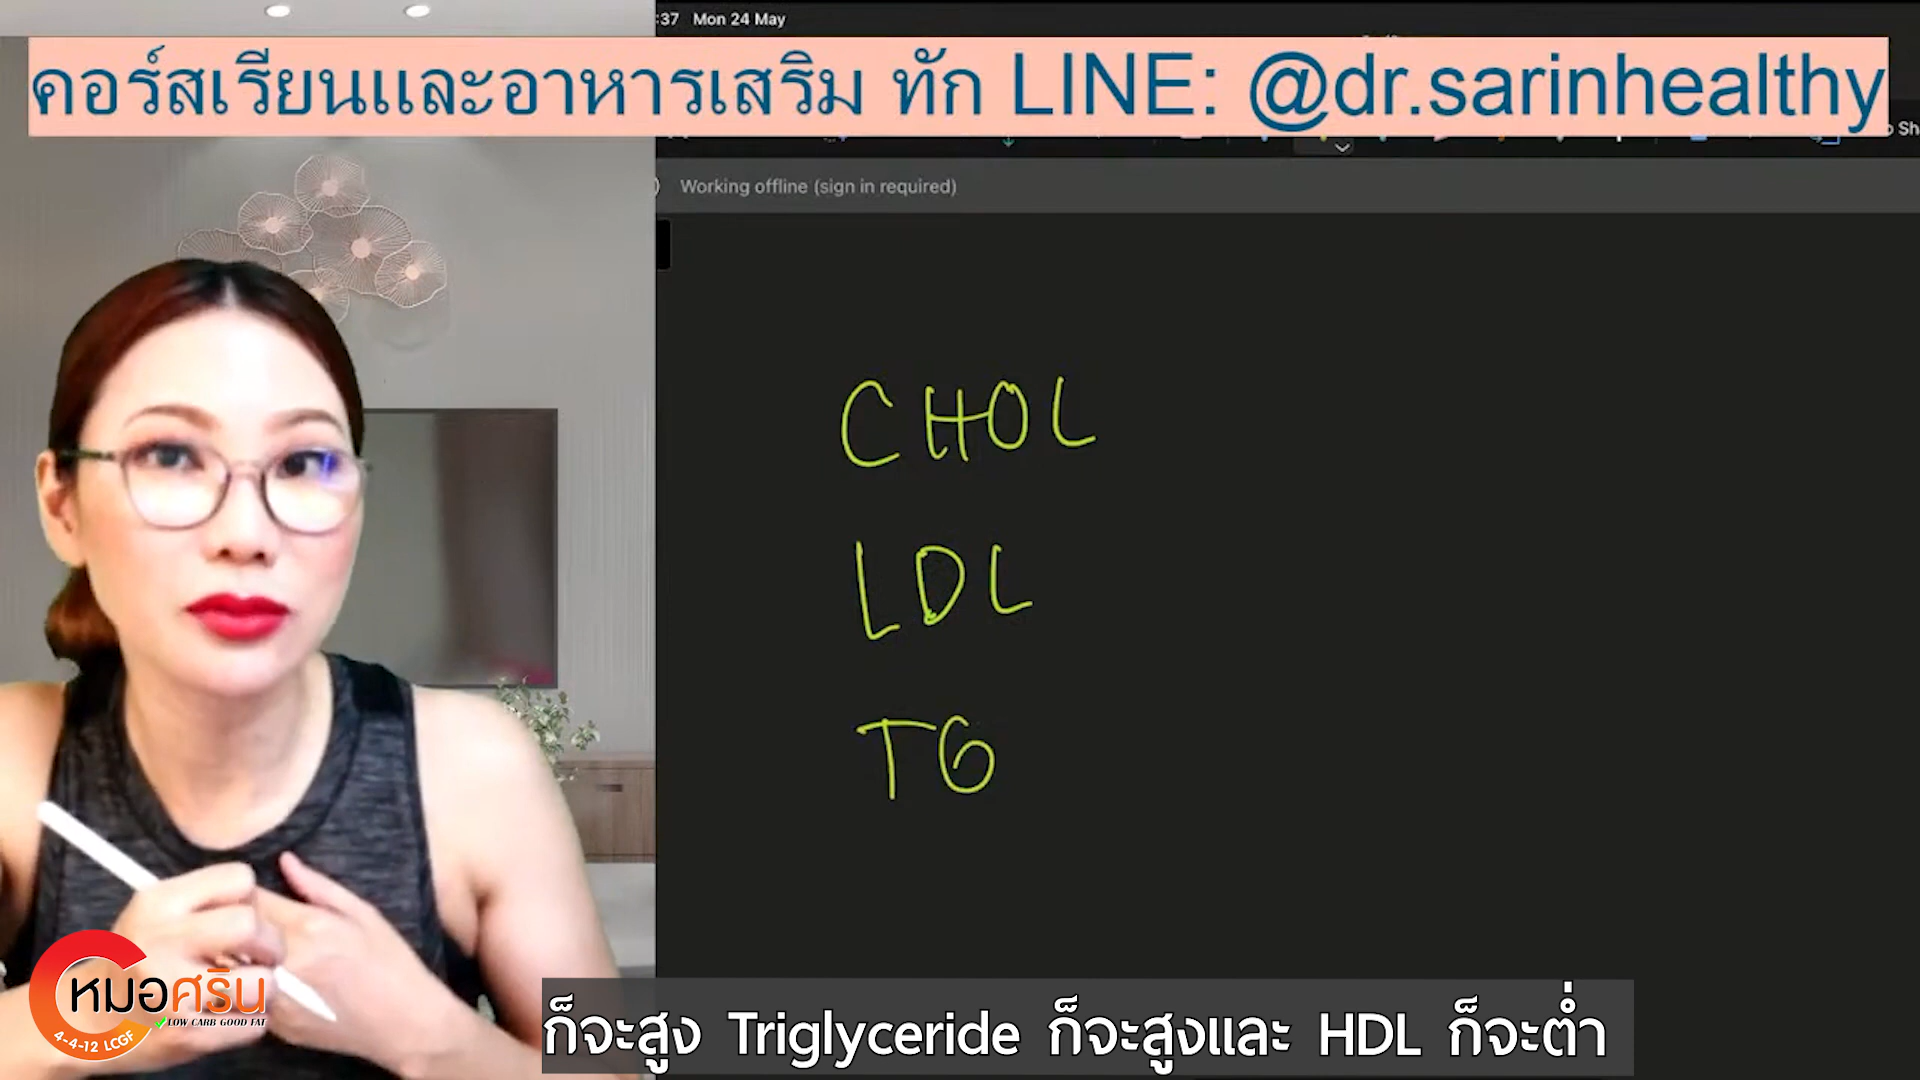 :37 Mon 24 May
คอร์สเรียนและอาหารเสริม ทัก LINE: @dr.sarinhealthy
Working offline (sign in required)
CHOL
LDL
TG
หมอศริน
LOW CARB GOOD FAT
4-4-12 LCGF
ก็จะสูง Triglyceride ก็จะสูงและ HDL ก็จะต่ำ